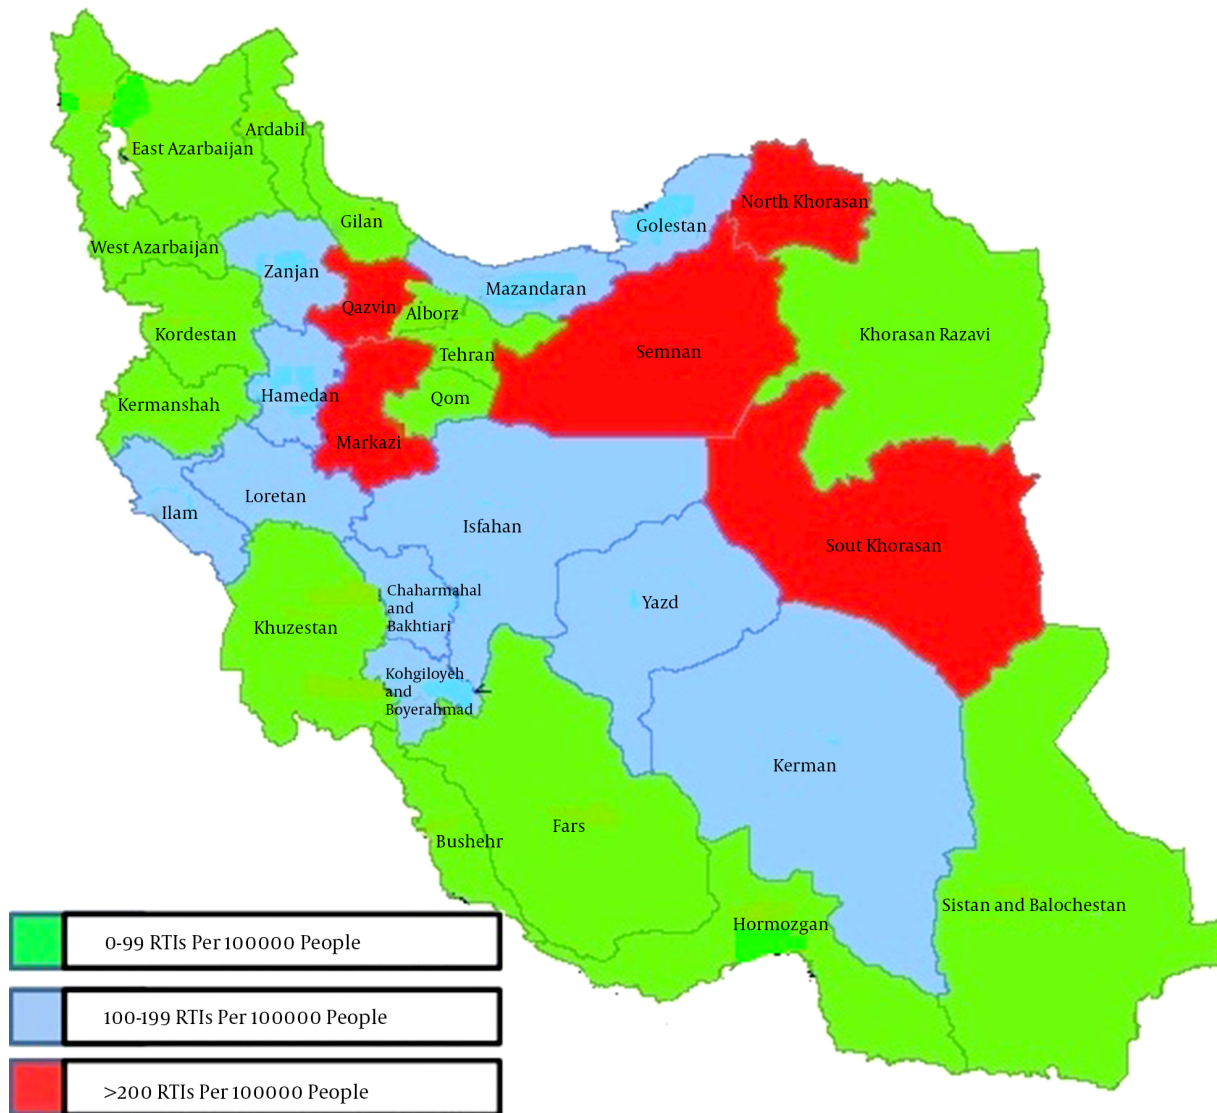 Ardabil
East Azarbaijan
North Khorasan
Gilan
Golestan
West Azarbaijan
Zanjan
Mazandaran
Qazvin
Alborz
Kordestan
Khorasan Razavi
Semnan
Tehran
Hamedan
Qom
Kermanshah
Markazi
Loretan
Ilam
Isfahan
Sout Khorasan
Chaharmahal
and
Bakhtiari
Yazd
Khuzestan
Kohgiloyeh
and
Boyerahmad
Kerman
Fars
Bushehr
Sistan and Balochestan
Hormozgan
0-99 RTIs Per 100000 People
100-199 RTIs Per 100000 People
>200 RTIs Per 100000 People